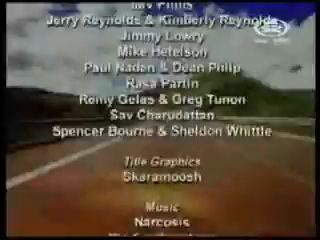 Jerry Reynolds & Kimberly Reynolds
Jimmy Lowry
Mike Hetelson
Paul Naden & Dean Philp
Rasa Partin
Remy Gelas & Greg Tunon
Sav Charudattan
Spencer Bourne & Sheldon Whittle
Title Graphics
Skaramoosh
Music
Narcosis